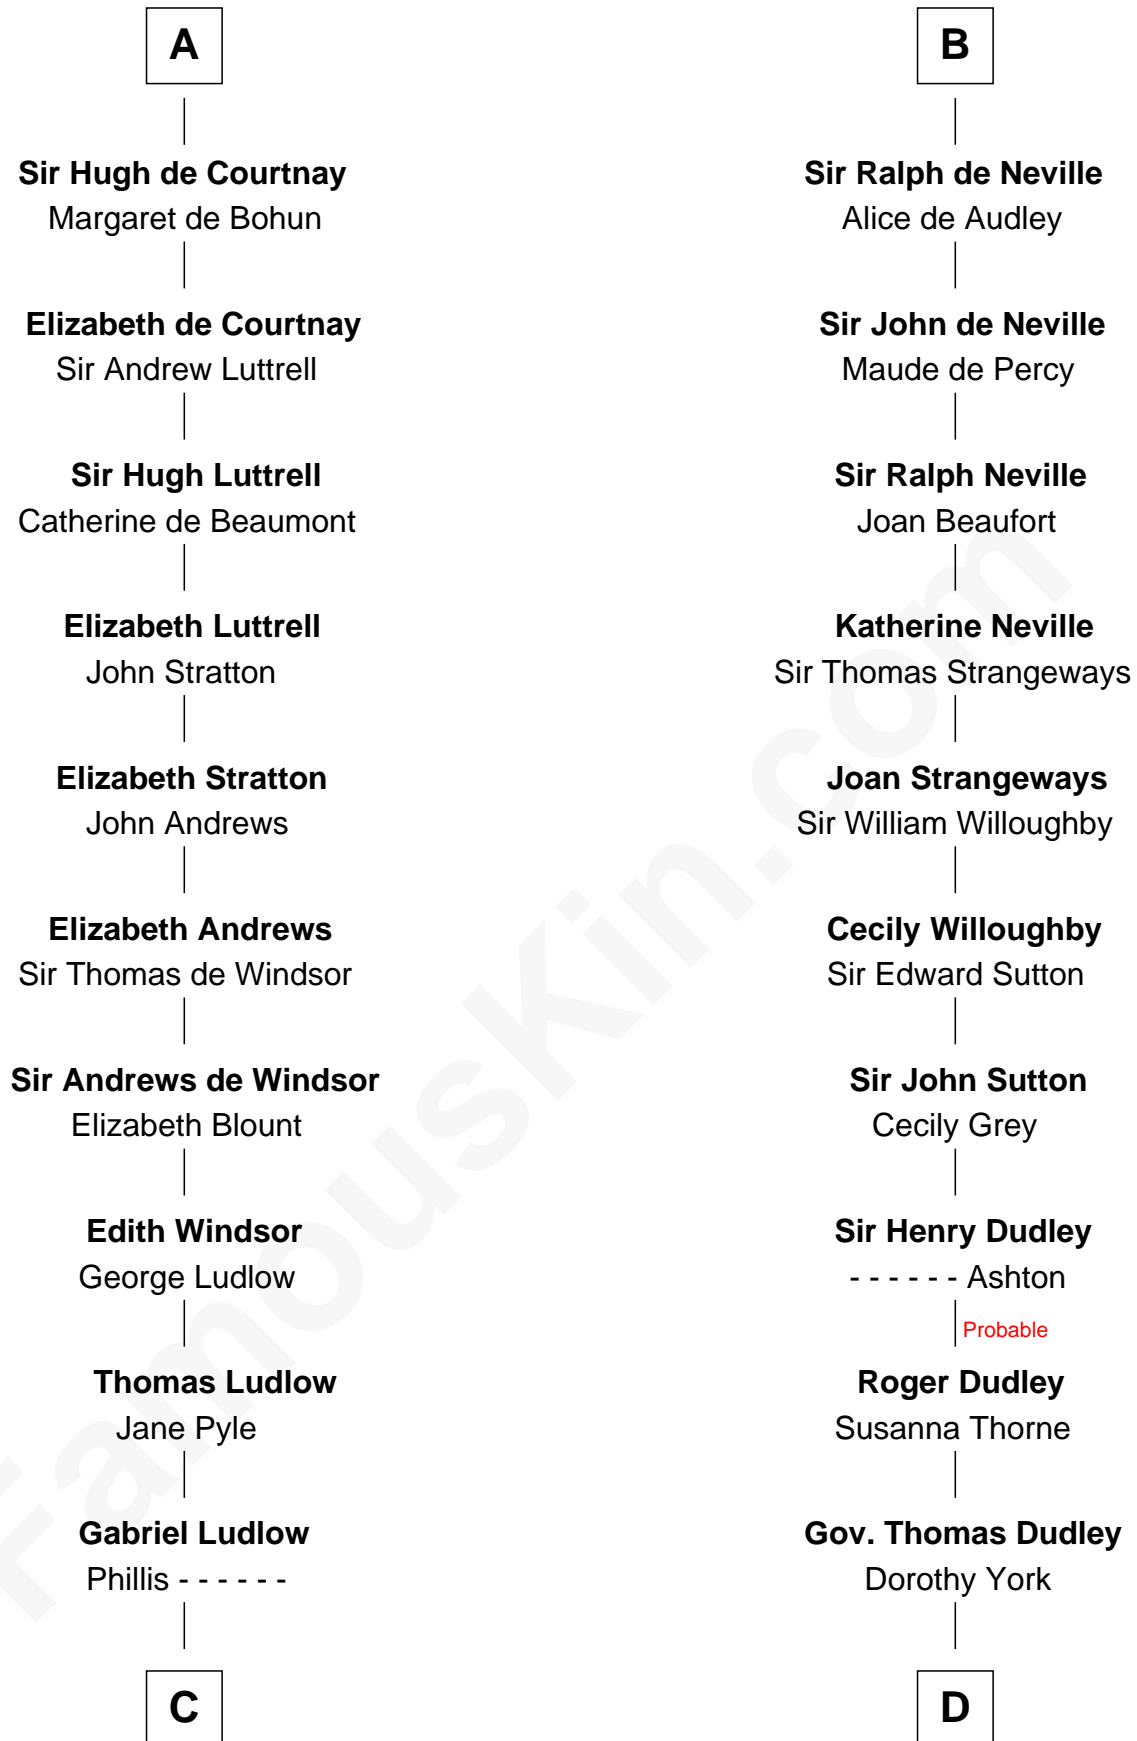 A
Sir Hugh de Courtnay
Margaret de Bohun
Elizabeth de Courtnay
Sir Andrew Luttrell
Sir Hugh Luttrell
Catherine de Beaumont
Elizabeth Luttrell
John Stratton
Elizabeth Stratton
John Andrews
Elizabeth Andrews
Sir Thomas de Windsor
Sir Andrews de Windsor
Elizabeth Blount
Edith Windsor
George Ludlow
Thomas Ludlow
Jane Pyle
Gabriel Ludlow
Phillis - - - - - -
C
B
Sir Ralph de Neville
Alice de Audley
Sir John de Neville
Maude de Percy
Sir Ralph Neville
Joan Beaufort
Katherine Neville
Sir Thomas Strangeways
Joan Strangeways
Sir William Willoughby
Cecily Willoughby
Sir Edward Sutton
Sir John Sutton
Cecily Grey
Sir Henry Dudley
- - - - - - Ashton
Probable
Roger Dudley
Susanna Thorne
Gov. Thomas Dudley
Dorothy York
D
FamousKin.com